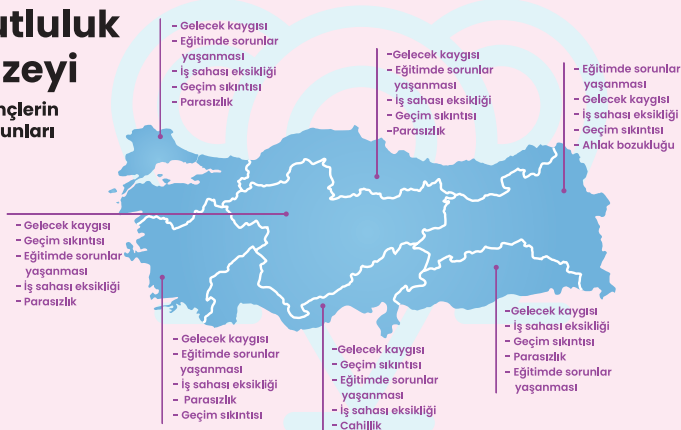 utluluk
zeyi
nçlerin
unları
- Gelecek kaygısı
- Eğitimde sorunlar
yaşanması
- İş sahası eksikliği
- Geçim sıkıntısı
- Parasızlık
-Gelecek kaygısı
- Eğitimde sorunlar
yaşanması
- İş sahası eksikliği
- Geçim sıkıntısı
-Parasızlık
- Eğitimde sorunlar
yaşanması
- Gelecek kaygısı
- İş sahası eksikliği
- Geçim sıkıntısı
- Ahlak bozukluğu
- Gelecek kaygısı
- Geçim sıkıntısı
- Eğitimde sorunlar
yaşanması
- İş sahası eksikliği
- Parasızlık
- Gelecek kaygısı
- Eğitimde sorunlar
yaşanması
- İş sahası eksikliği
- Parasızlık
- Geçim sıkıntısı
-Gelecek kaygısı
- Geçim sıkıntısı
- Eğitimde sorunlar
yaşanması
- İş sahası eksikliği
- Cahillik
-Gelecek kaygısı
- İş sahası eksikliği
- Geçim sıkıntısı
- Parasızlık
- Eğitimde sorunlar
yaşanması